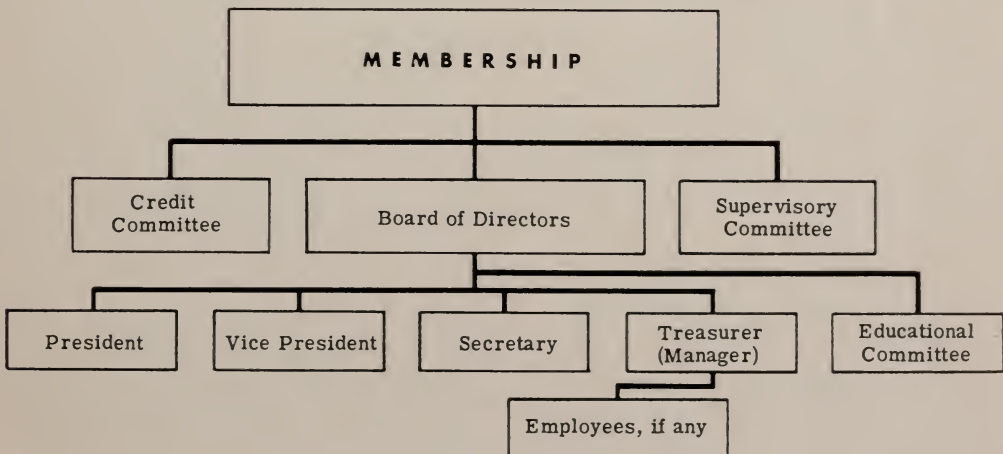 MEMBERSHIP
Credit
Committee
Board of Directors
Supervisory
Committee
President
Vice President
Secretary
Treasurer
(Manager)
Educational
Committee
Employees, if any